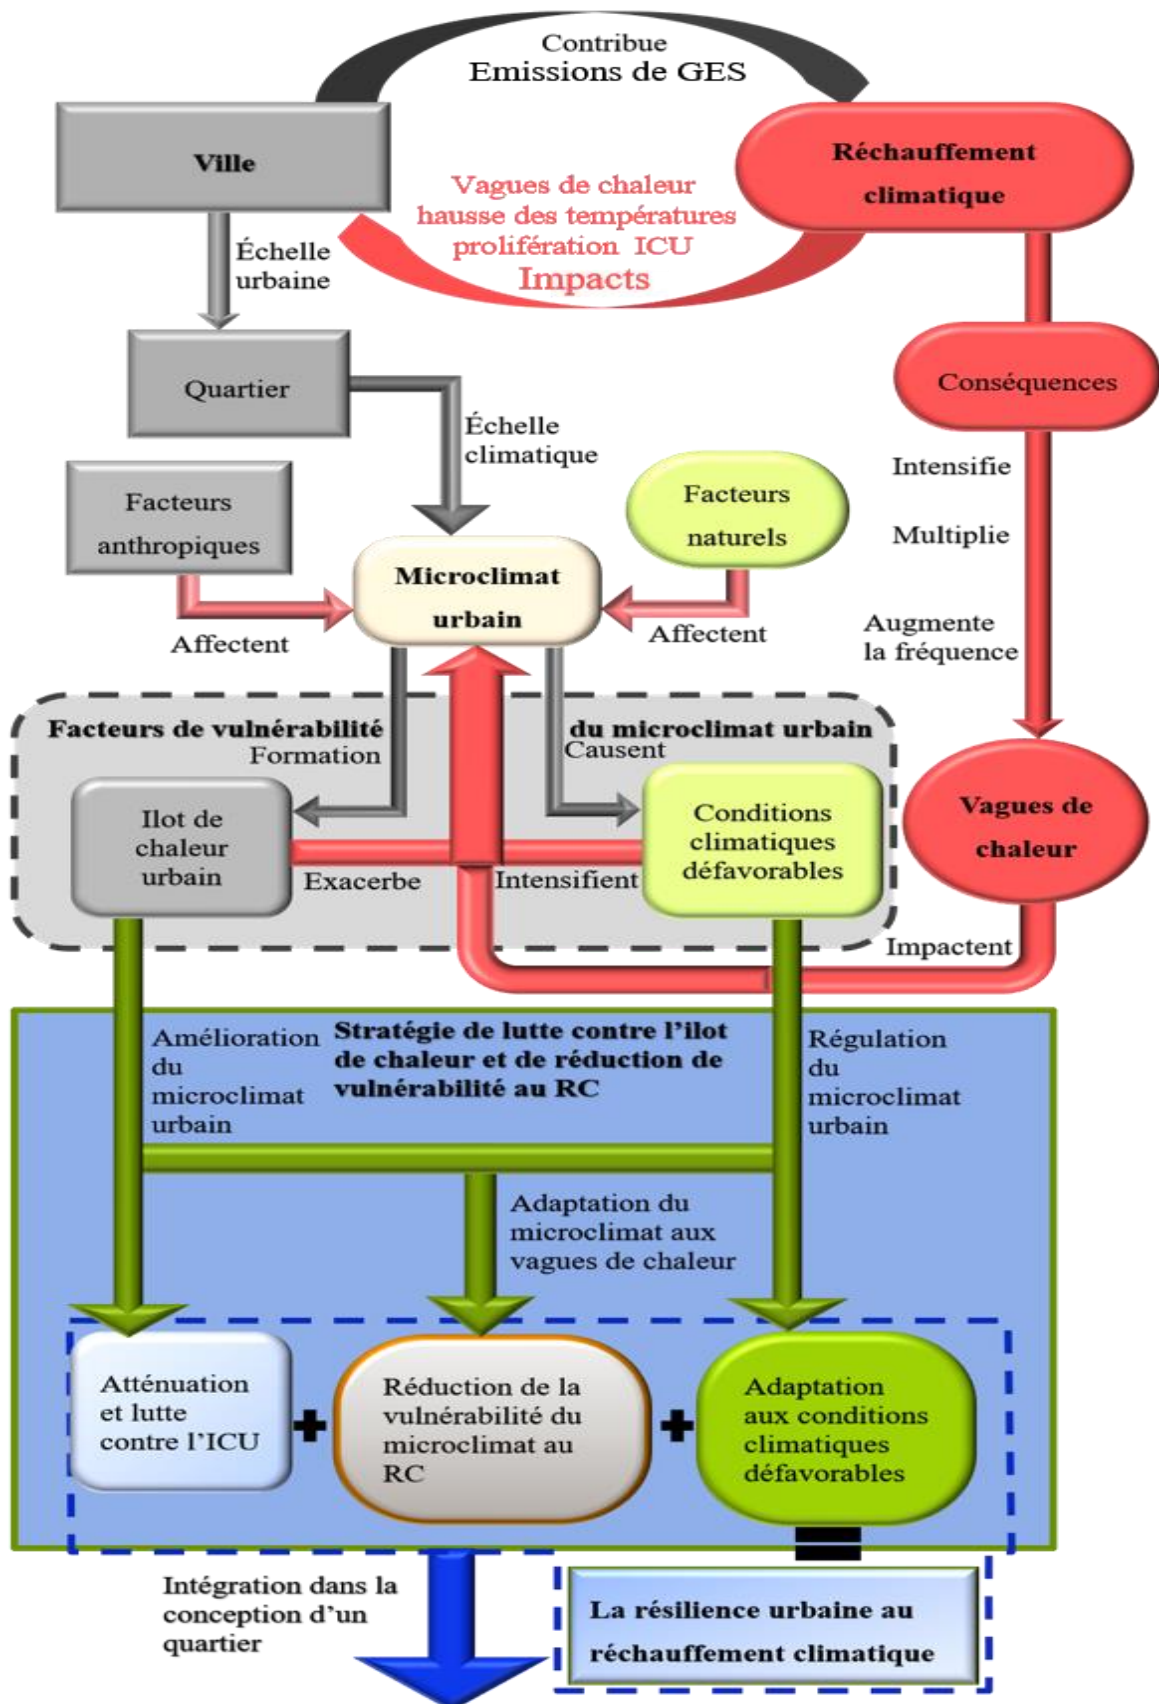 Contribue
Emissions de GES
Ville
Réchauffement
climatique
Vagues de chaleur
hausse des températures
prolifération ICU
Impacts
Échelle
urbaine
Quartier
Conséquences
Échelle
climatique
Intensifie
Multiplie
Augmente
la fréquence
Facteurs
anthropiques
Facteurs
naturels
Microclimat
urbain
Affectent
Affectent
Facteurs de vulnérabilité
du microclimat urbain
Formation
Causent
Ilot de
chaleur
urbain
Conditions
climatiques
défavorables
Vagues de
chaleur
Exacerbe
Intensifient
Impactent
Amélioration
du
microclimat
urbain
Stratégie de lutte contre l'ilot
de chaleur et de réduction de
vulnérabilité au RC
Régulation
du
microclimat
urbain
Adaptation du
microclimat aux
vagues de chaleur
Atténuation
et lutte
contre l'ICU
+
Réduction de la
vulnérabilité du
microclimat au
RC
+
Adaptation
aux conditions
climatiques
défavorables
=
Intégration dans la
conception d'un
quartier
La résilience urbaine au
réchauffement climatique